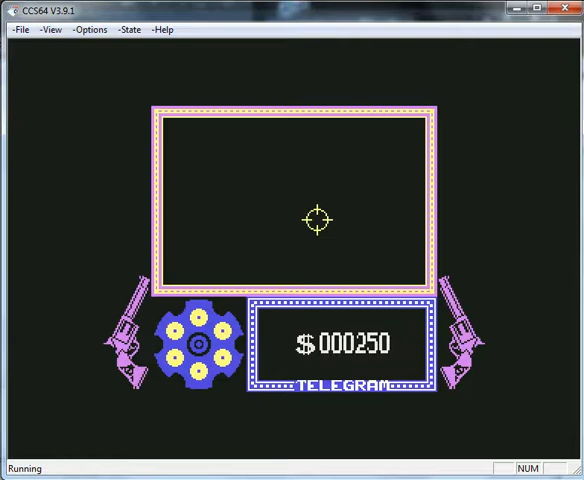 CCS64 V3.9.1
-File -View -Options -State -Help
$000250
TELEGRAM
Running
NUM